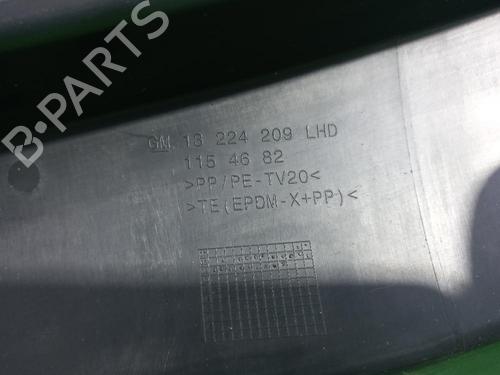 GM 13 224 209 LHD
115 46 82
>PP/PE-TV20<
>TE(EPDM-X+PP)<
B-PARTS